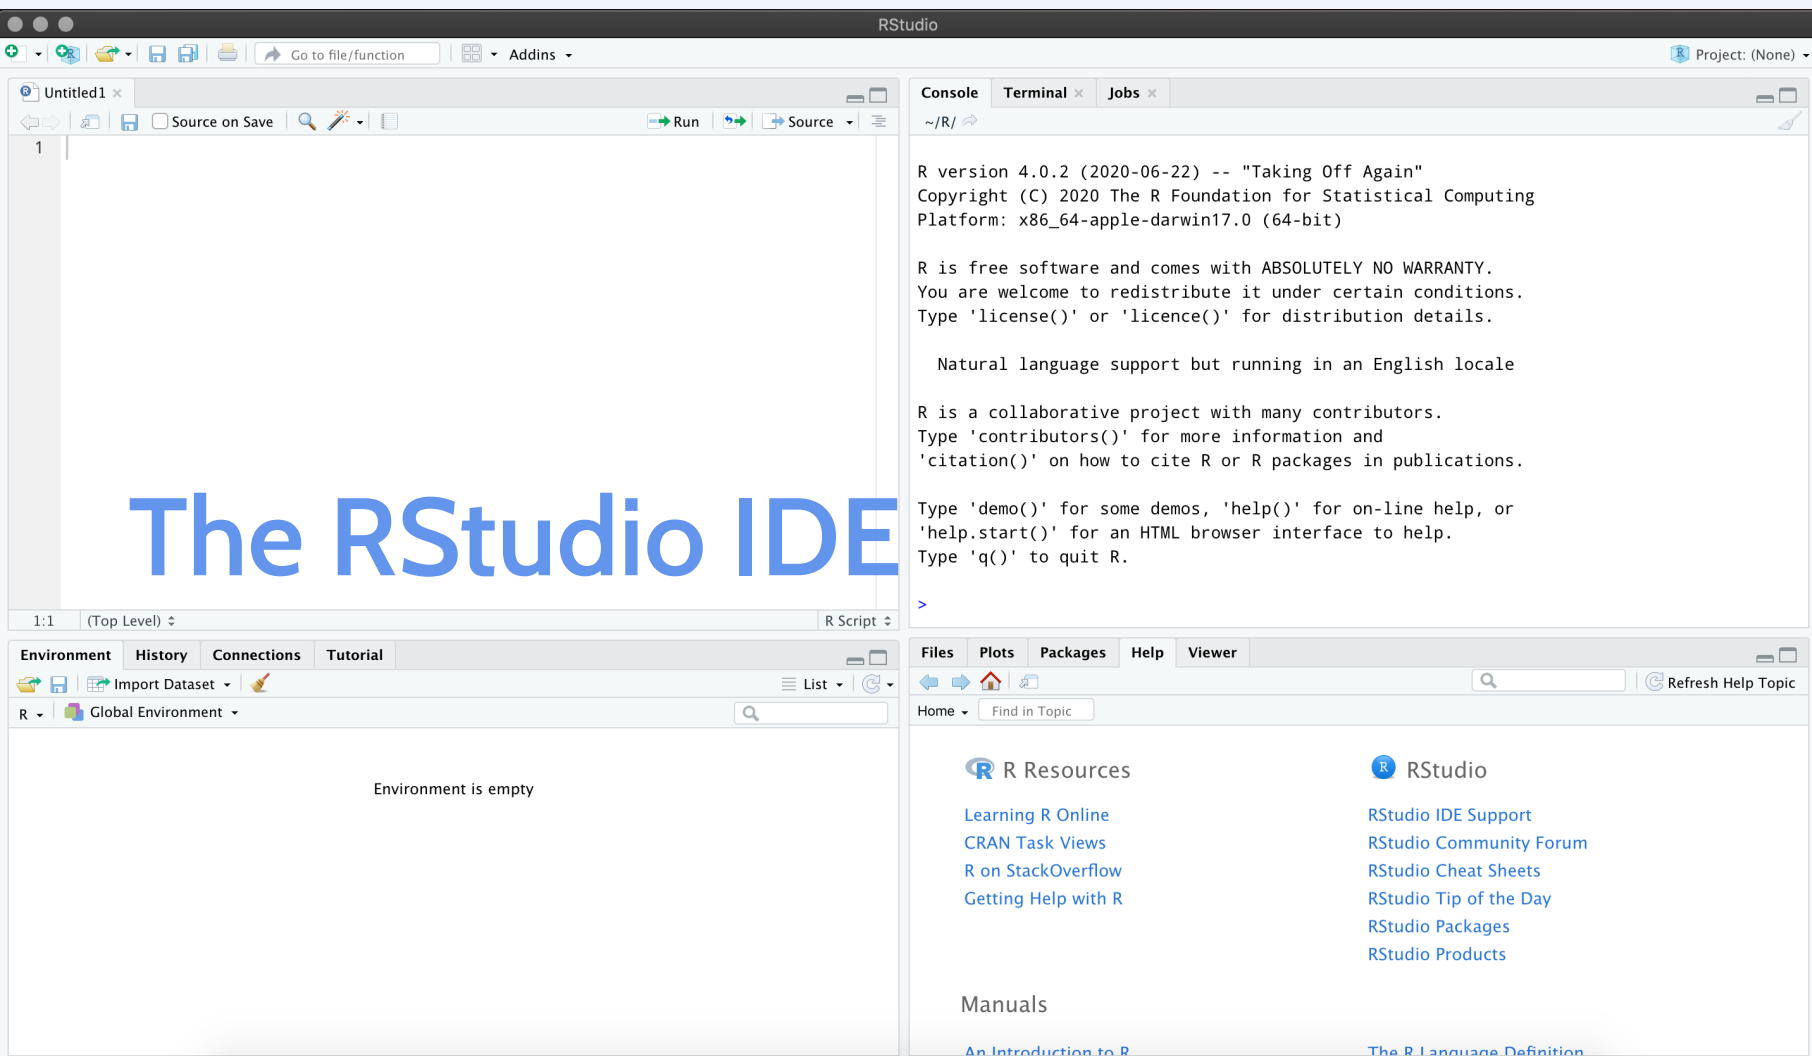 RStudio
Go to file/function
Addins
Project: (None)
Untitled1
Source on Save
Run
Source
1
The RStudio IDE
1:1
(Top Level)
R Script
Console
Terminal
Jobs
~/R/
R version 4.0.2 (2020-06-22) -- "Taking Off Again"
Copyright (C) 2020 The R Foundation for Statistical Computing
Platform: x86_64-apple-darwin17.0 (64-bit)
R is free software and comes with ABSOLUTELY NO WARRANTY.
You are welcome to redistribute it under certain conditions.
Type 'license()' or 'licence()' for distribution details.
Natural language support but running in an English locale
R is a collaborative project with many contributors.
Type 'contributors()' for more information and
'citation()' on how to cite R or R packages in publications.
Type 'demo()' for some demos, 'help()' for on-line help, or
'help.start()' for an HTML browser interface to help.
Type 'q()' to quit R.
>
Environment
History
Connections
Tutorial
Import Dataset
List
R
Global Environment
Environment is empty
Files
Plots
Packages
Help
Viewer
Refresh Help Topic
Home
Find in Topic
R Resources
Learning R Online
CRAN Task Views
R on StackOverflow
Getting Help with R
RStudio
RStudio IDE Support
RStudio Community Forum
RStudio Cheat Sheets
RStudio Tip of the Day
RStudio Packages
RStudio Products
Manuals
An Introduction to R
The R Language Definition